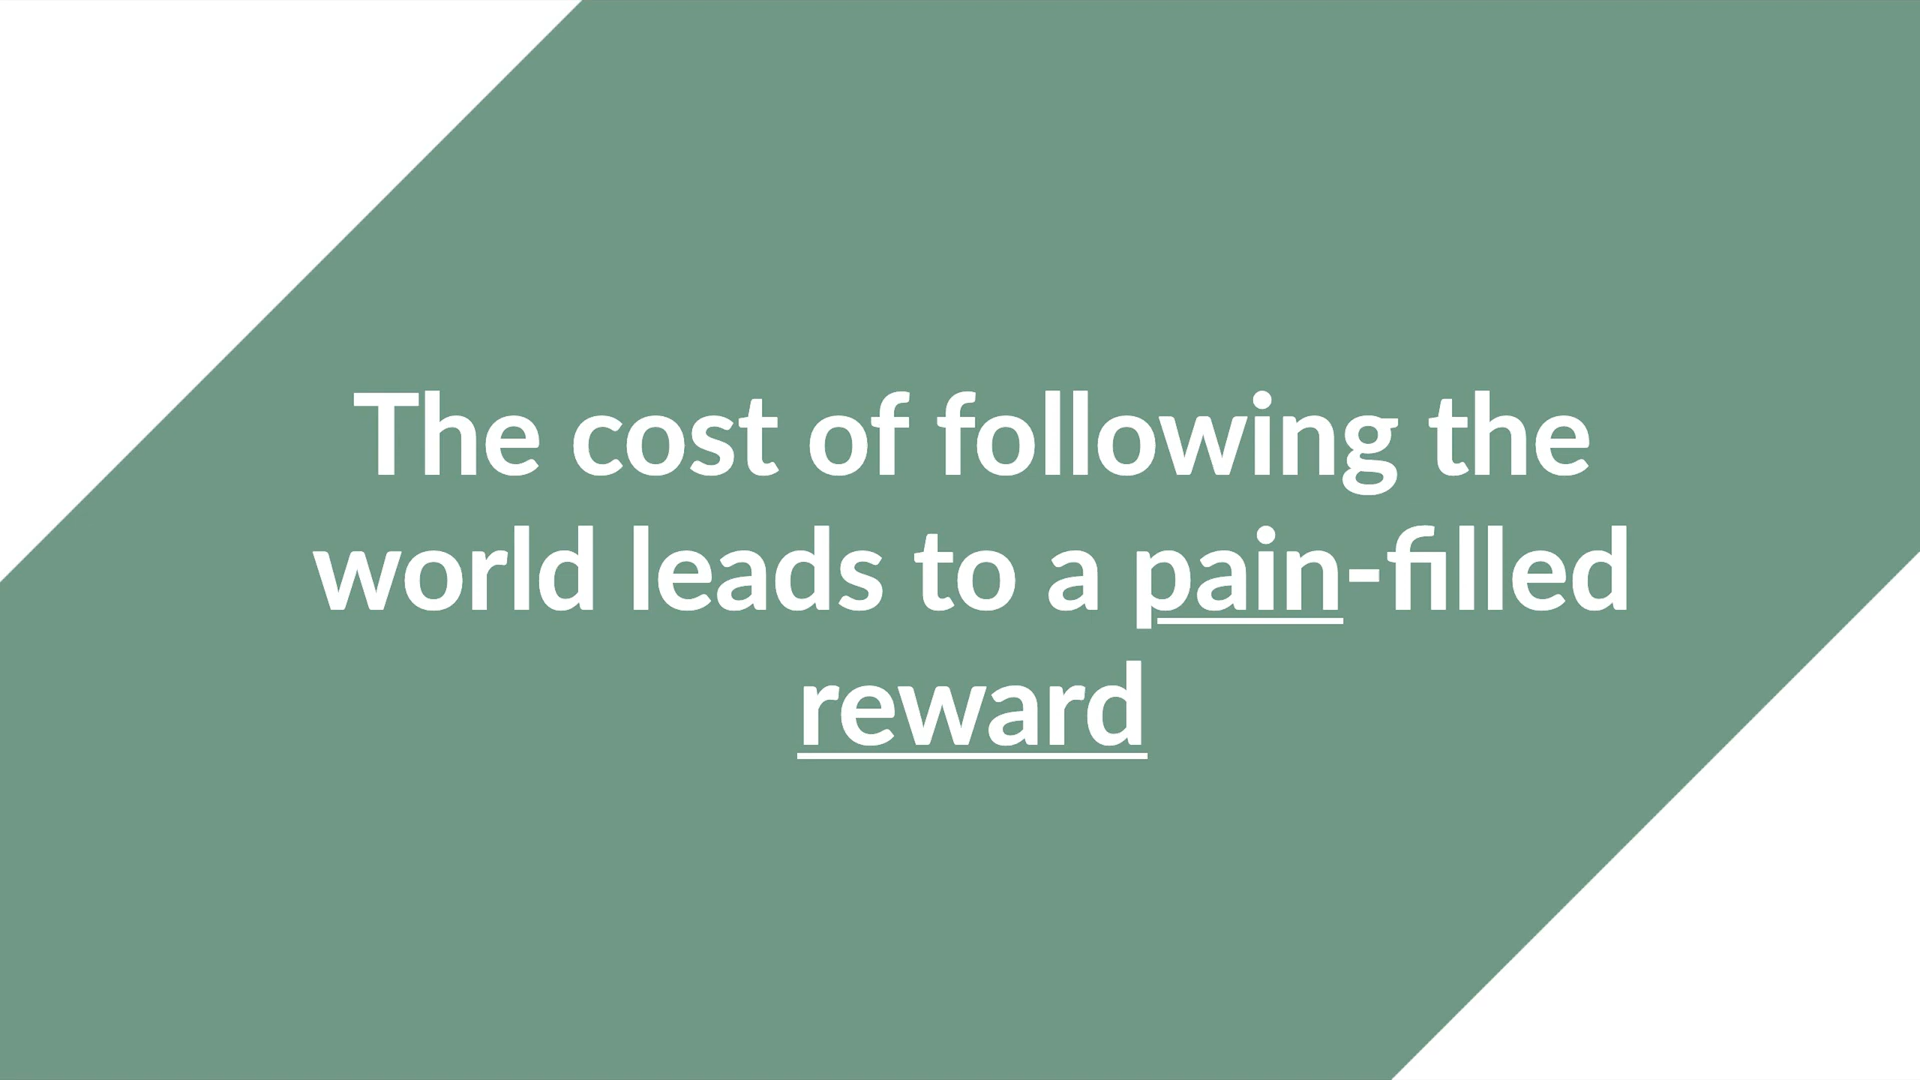 The cost of following the
world leads to a pain-filled
reward